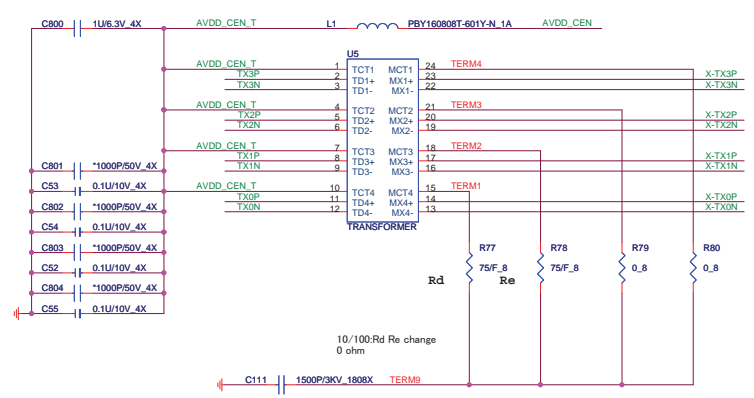 C800 1U/6.3V_4X AVDD_CEN_T L1 PBY160808T-601Y-N_1A AVDD_CEN
U5
AVDD_CEN_T 1 TCT1 MCT1 24 TERM4
TX3P 2 TD1+ MX1+ 23 X-TX3P
TX3N 3 TD1- MX1- 22 X-TX3N
AVDD_CEN_T 4 TCT2 MCT2 21 TERM3
TX2P 5 TD2+ MX2+ 20 X-TX2P
TX2N 6 TD2- MX2- 19 X-TX2N
AVDD_CEN_T 7 TCT3 MCT3 18 TERM2
C801 *1000P/50V_4X TX1P 8 TD3+ MX3+ 17 X-TX1P
TX1N 9 TD3- MX3- 16 X-TX1N
C53 0.1U/10V_4X AVDD_CEN_T 10 TCT4 MCT4 15 TERM1
C802 *1000P/50V_4X TX0P 11 TD4+ MX4+ 14 X-TX0P
TX0N 12 TD4- MX4- 13 X-TX0N
C54 0.1U/10V_4X TRANSFORMER
C803 *1000P/50V_4X R77 R78 R79 R80
C52 0.1U/10V_4X 75/F_8 75/F_8 0_8 0_8
Rd Re
C804 *1000P/50V_4X
C55 0.1U/10V_4X
10/100:Rd Re change
0 ohm
C111 1500P/3KV_1808X TERM9